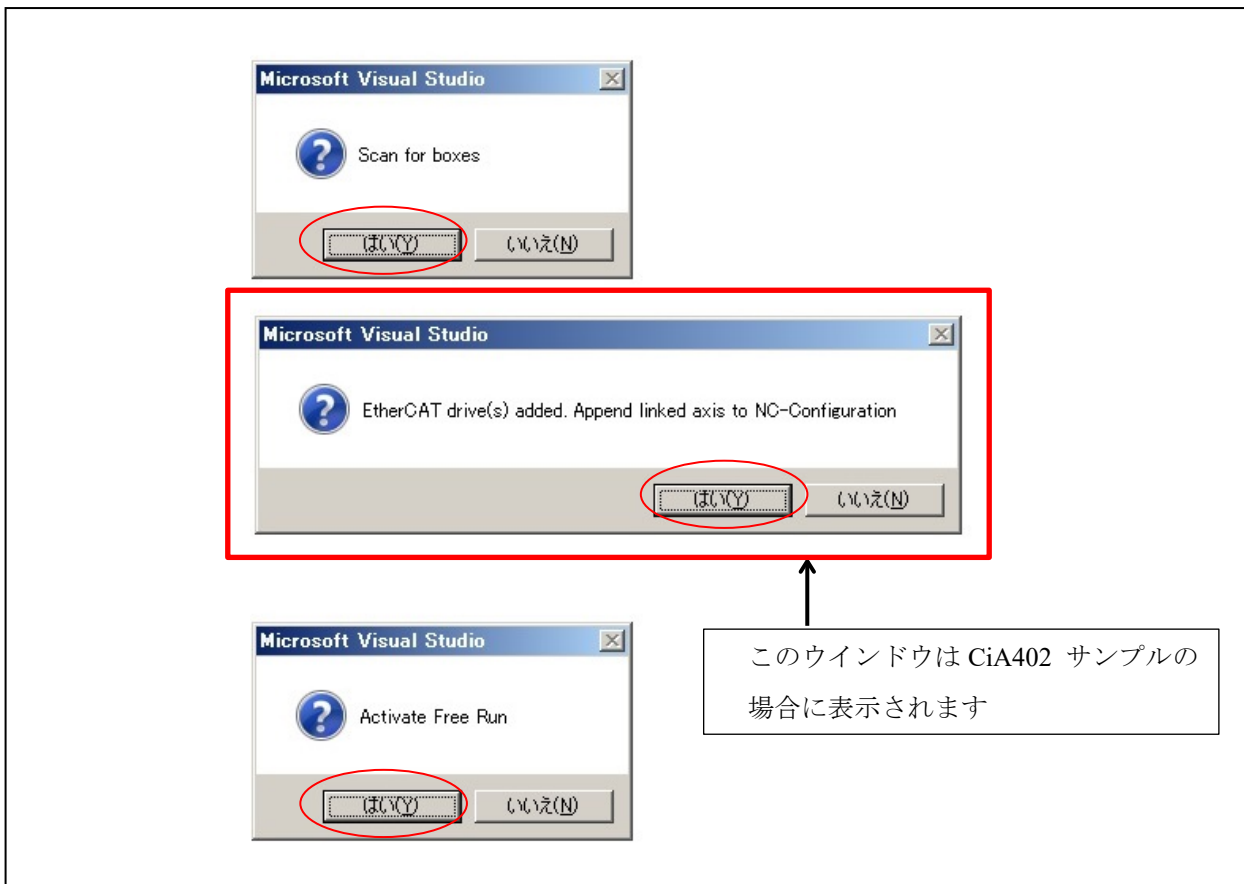 Microsoft Visual Studio
Scan for boxes
はい(Y) いいえ(N)
Microsoft Visual Studio
EtherCAT drive(s) added. Append linked axis to NC-Configuration
はい(Y) いいえ(N)
Microsoft Visual Studio
Activate Free Run
はい(Y) いいえ(N)
このウインドウは CiA402 サンプルの
場合に表示されます